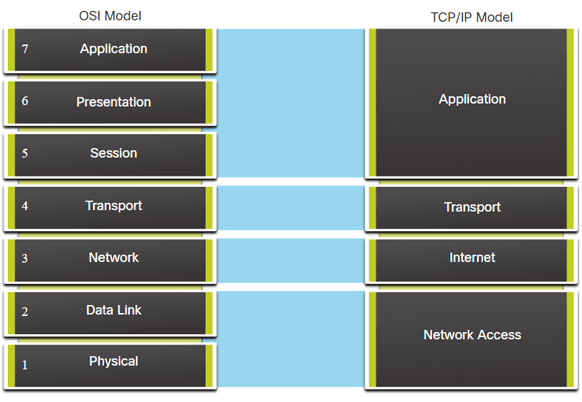 OSI Model
TCP/IP Model
7 Application
6 Presentation
5 Session
4 Transport
3 Network
2 Data Link
1 Physical
Application
Transport
Internet
Network Access